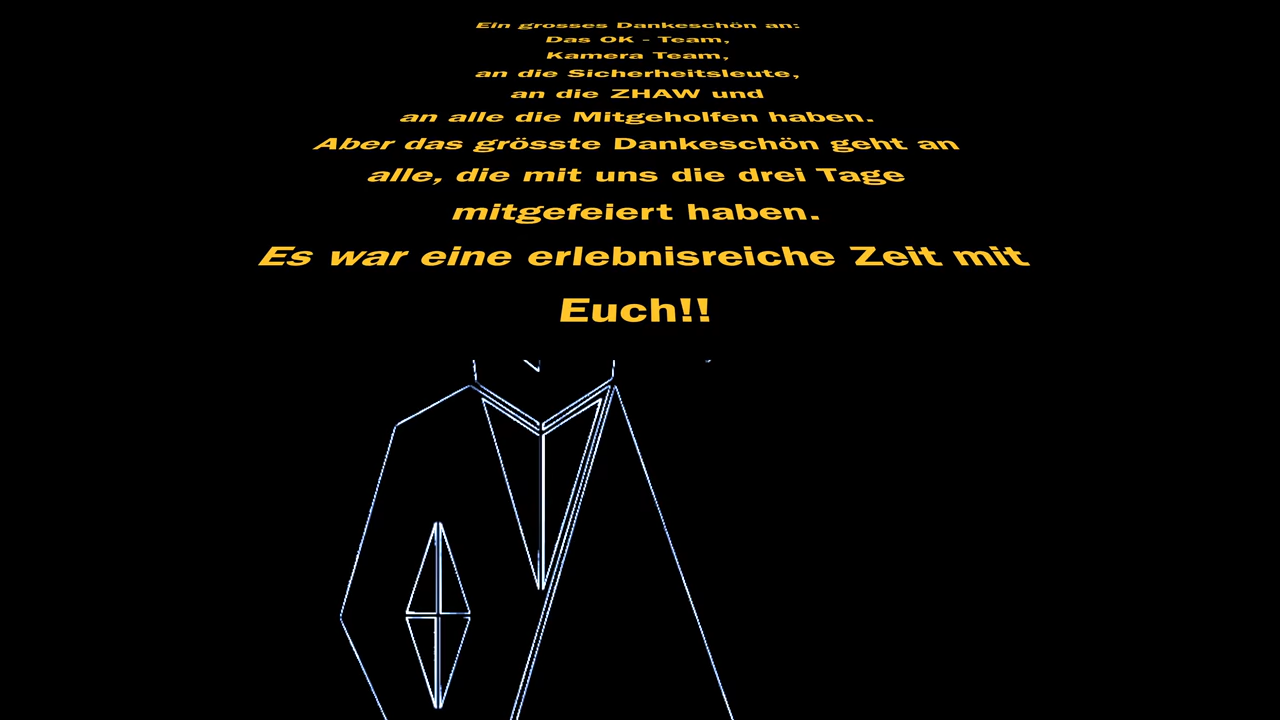 Ein grosses Dankeschön an:
Das OK - Team,
Kamera Team,
an die Sicherheitsleute,
an die ZHAW und
an alle die Mitgeholfen haben.
Aber das grösste Dankeschön geht an
alle, die mit uns die drei Tage
mitgefeiert haben.
Es war eine erlebnisreiche Zeit mit
Euch!!